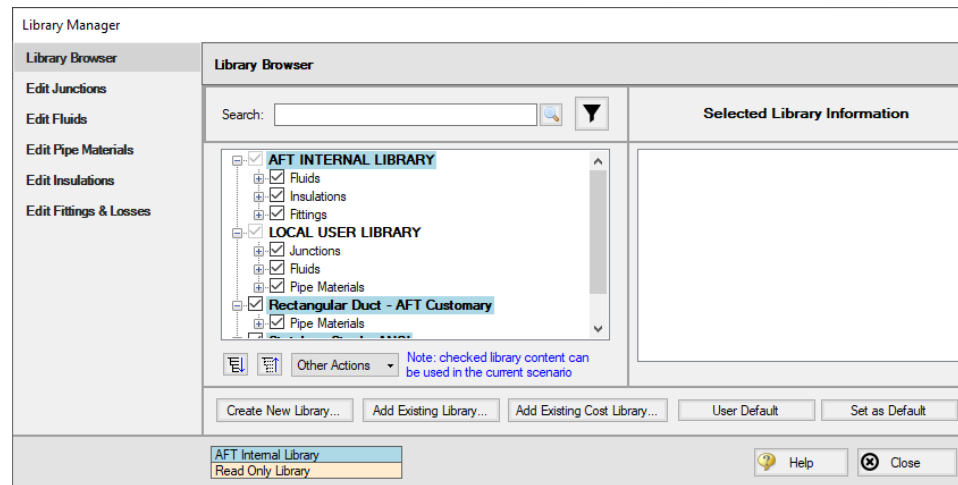 Library Manager
Library Browser
Edit Junctions
Edit Fluids
Edit Pipe Materials
Edit Insulations
Edit Fittings & Losses
Library Browser
Search:
Selected Library Information
AFT INTERNAL LIBRARY
Fluids
Insulations
Fittings
LOCAL USER LIBRARY
Junctions
Fluids
Pipe Materials
Rectangular Duct - AFT Customary
Pipe Materials
Other Actions
Note: checked library content can
be used in the current scenario
Create New Library...
Add Existing Library...
Add Existing Cost Library...
User Default
Set as Default
AFT Internal Library
Read Only Library
Help
Close